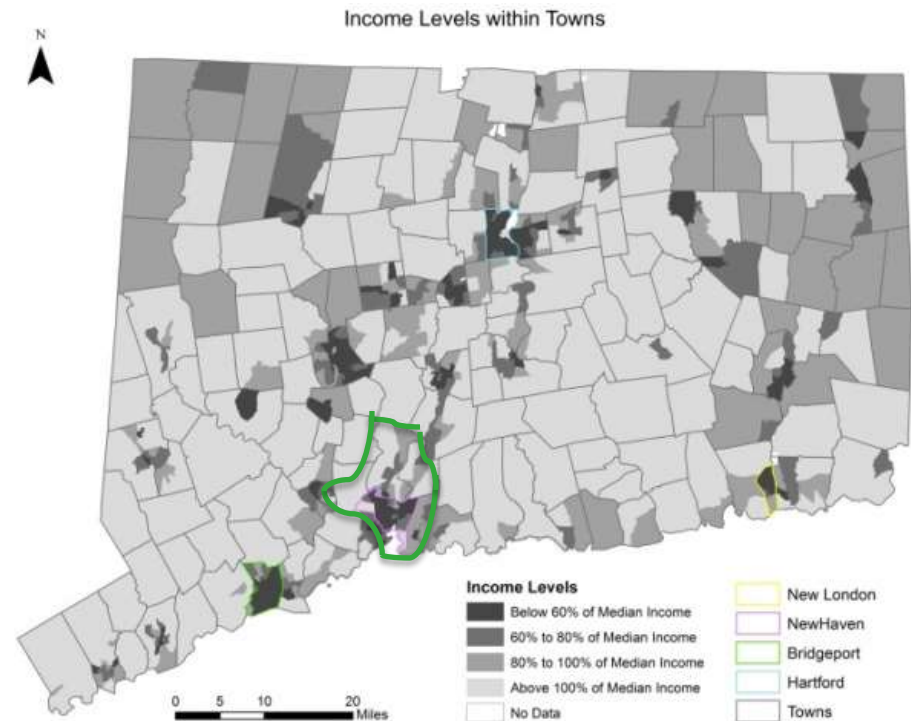 Income Levels within Towns
N
Income Levels
Below 60% of Median Income
60% to 80% of Median Income
80% to 100% of Median Income
Above 100% of Median Income
No Data
New London
NewHaven
Bridgeport
Hartford
Towns
0 5 10 20
Miles